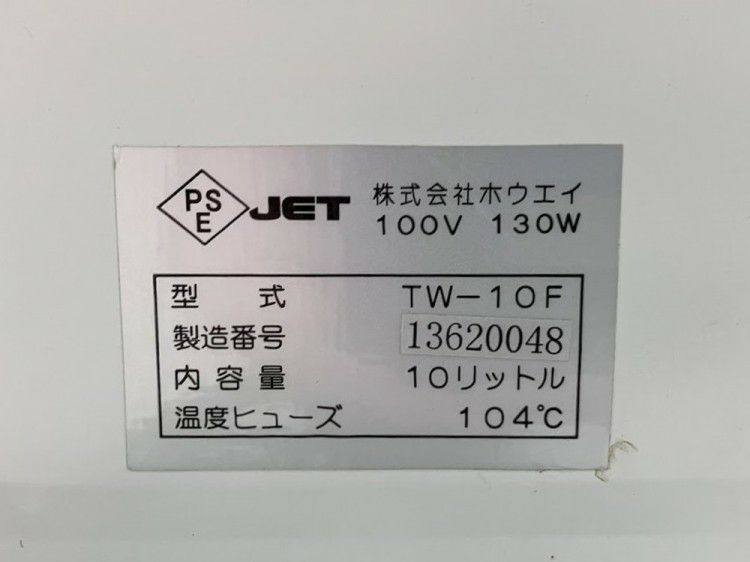 PS
E
JET
株式会社ホウエイ
100V 130W
型式 TW-10F
製造番号 13620048
内容量 10リットル
温度ヒューズ 104℃